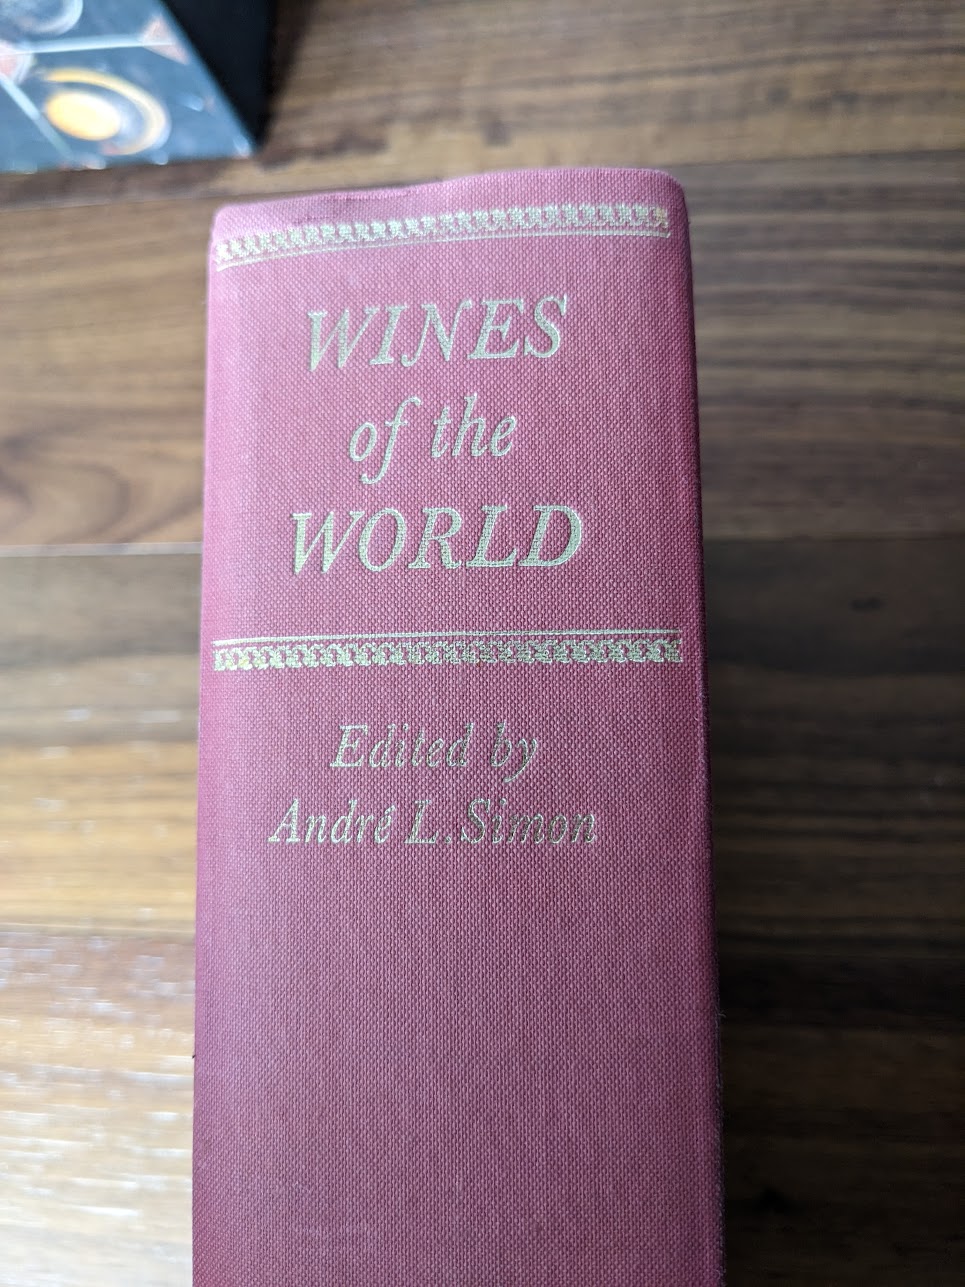 WINES
of the
WORLD
Edited by
André L. Simon